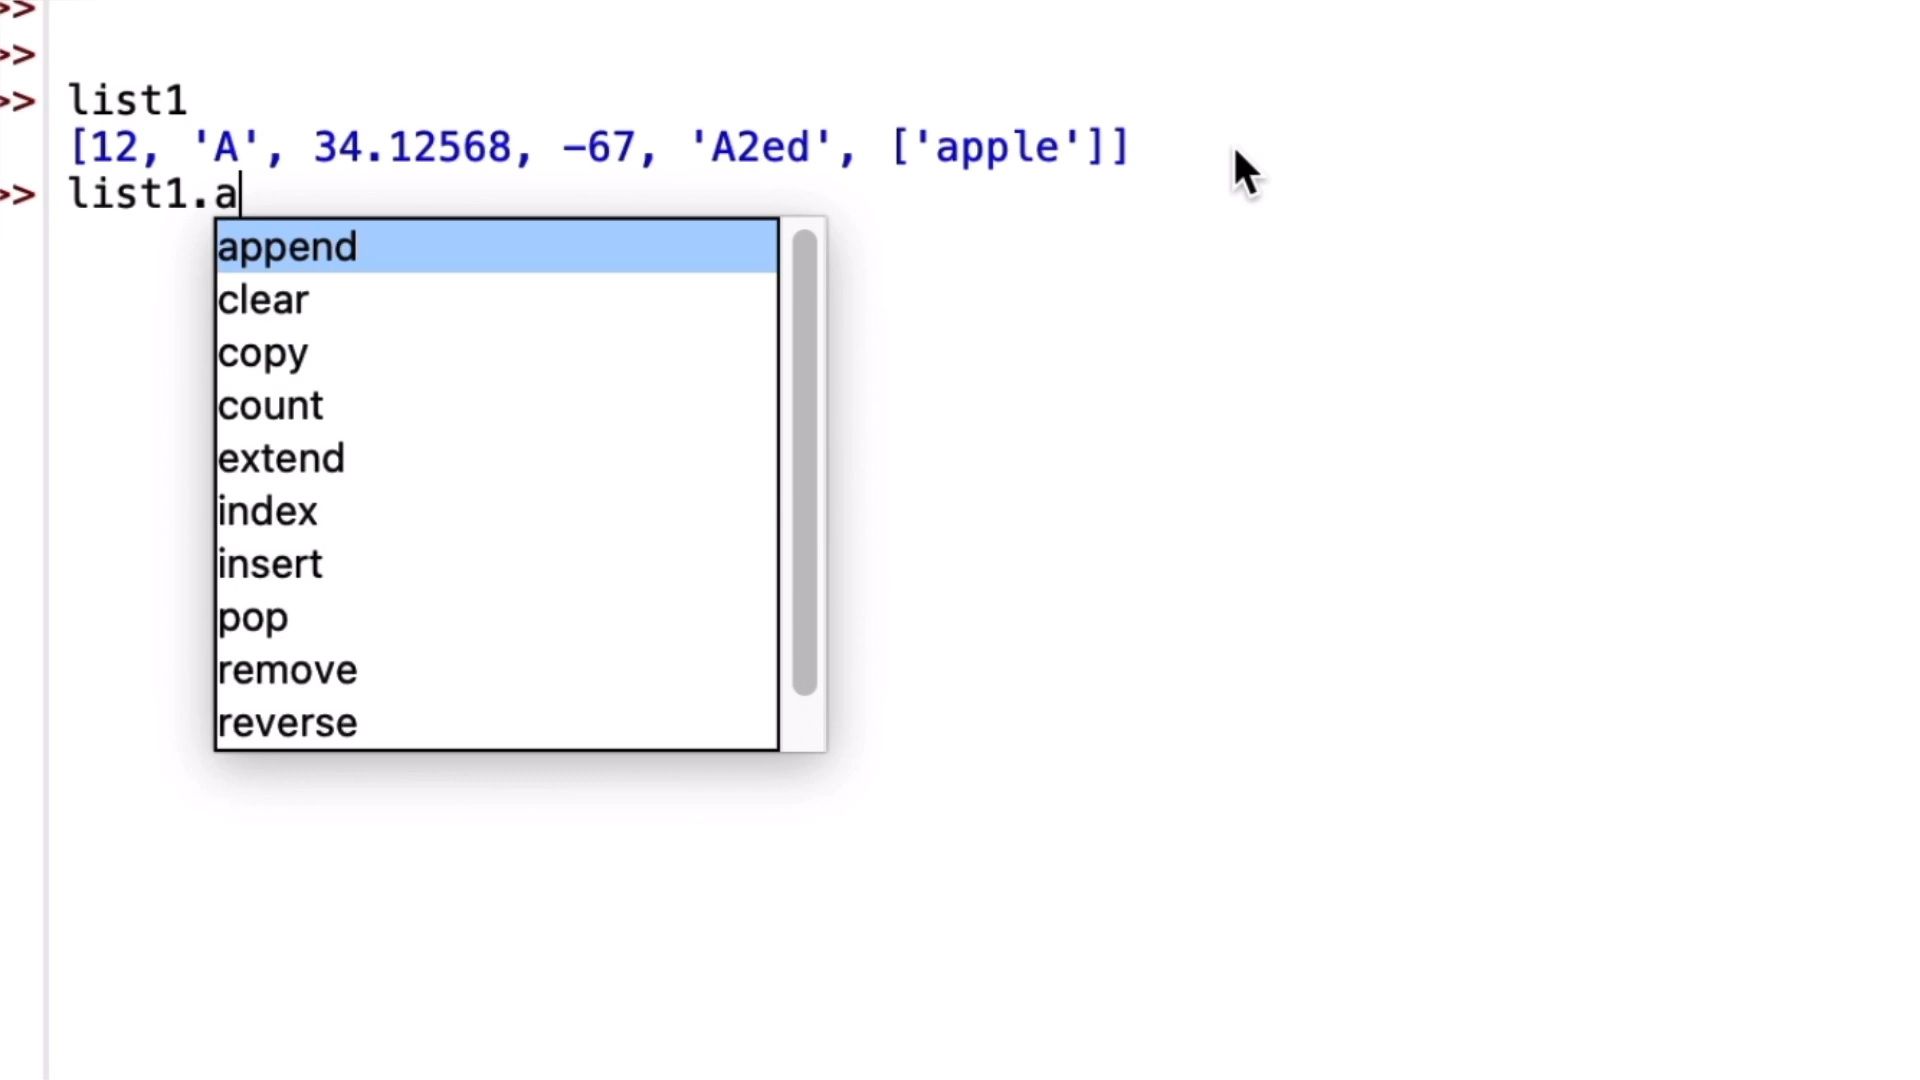 >>
>>
>> list1
[12, 'A', 34.12568, -67, 'A2ed', ['apple']]
>> list1.a
append
clear
copy
count
extend
index
insert
pop
remove
reverse